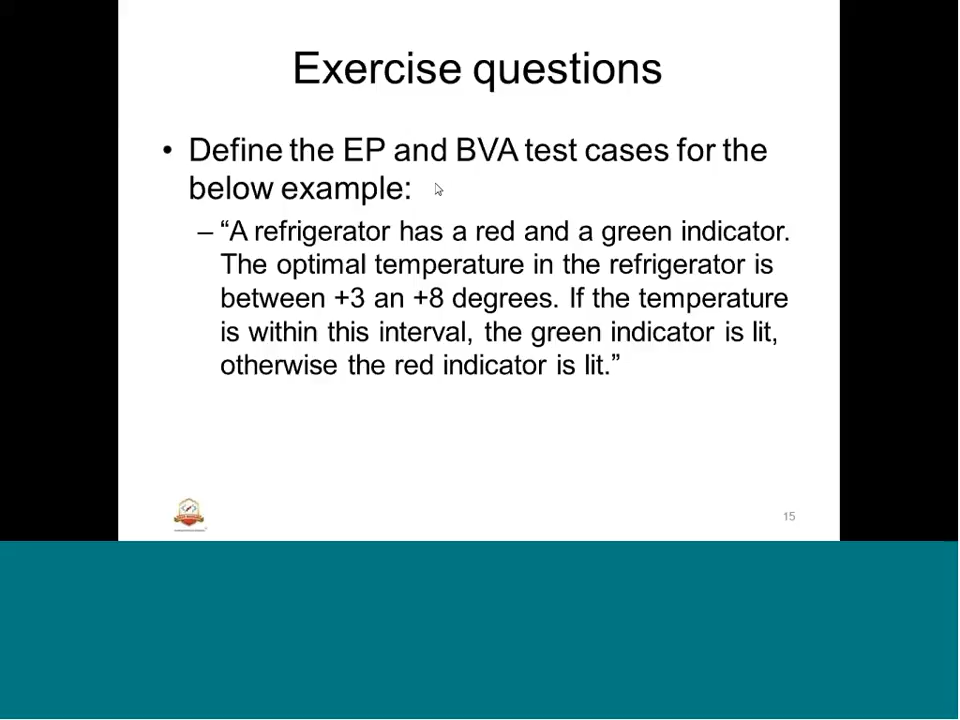 Exercise questions
• Define the EP and BVA test cases for the
below example:
– “A refrigerator has a red and a green indicator.
The optimal temperature in the refrigerator is
between +3 an +8 degrees. If the temperature
is within this interval, the green indicator is lit,
otherwise the red indicator is lit.”
15